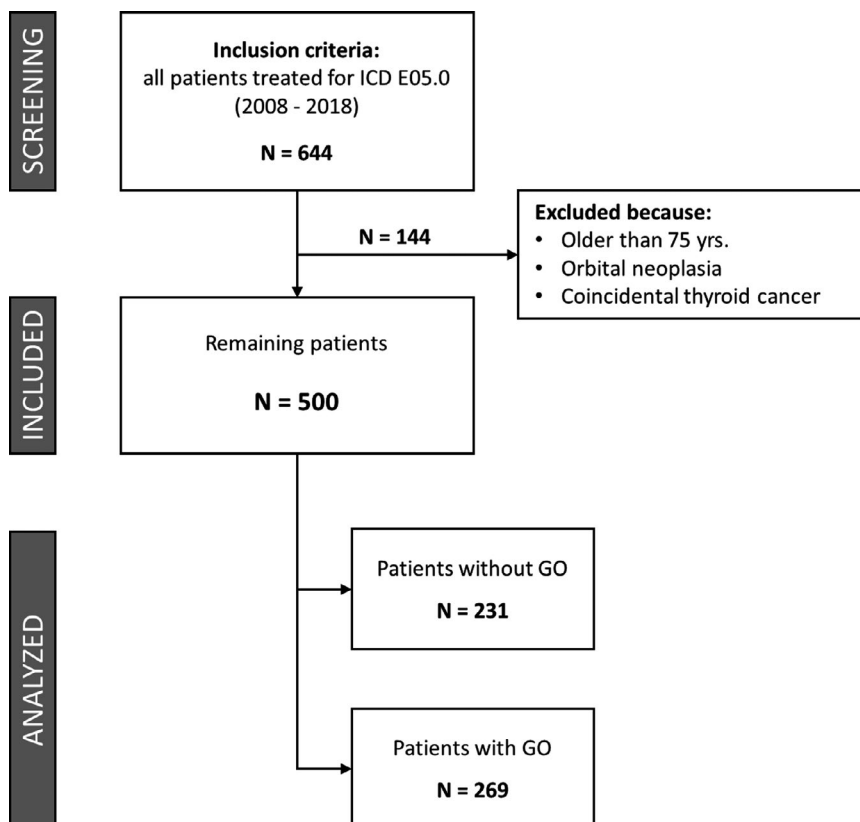 SCREENING
Inclusion criteria:
all patients treated for ICD E05.0
(2008 - 2018)
N = 644
N = 144
Excluded because:
• Older than 75 yrs.
• Orbital neoplasia
• Coincidental thyroid cancer
INCLUDED
Remaining patients
N = 500
ANALYZED
Patients without GO
N = 231
Patients with GO
N = 269